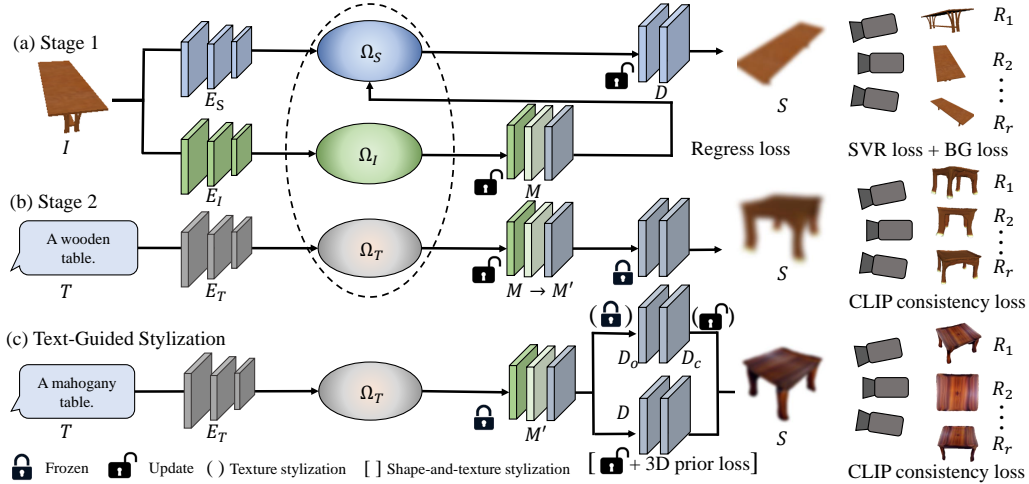 (a) Stage 1
I
E_S
Ω_S
D
S
R_1
R_2
R_r
E_I
Ω_I
M
Regress loss
SVR loss + BG loss
(b) Stage 2
A wooden
table.
T
E_T
Ω_T
M → M′
S
R_1
R_2
R_r
CLIP consistency loss
(c) Text-Guided Stylization
A mahogany
table.
T
E_T
Ω_T
M′
( )
( )
D_o
D_c
D
S
R_1
R_2
R_r
[ + 3D prior loss]
CLIP consistency loss
Frozen
Update
( ) Texture stylization
[ ] Shape-and-texture stylization